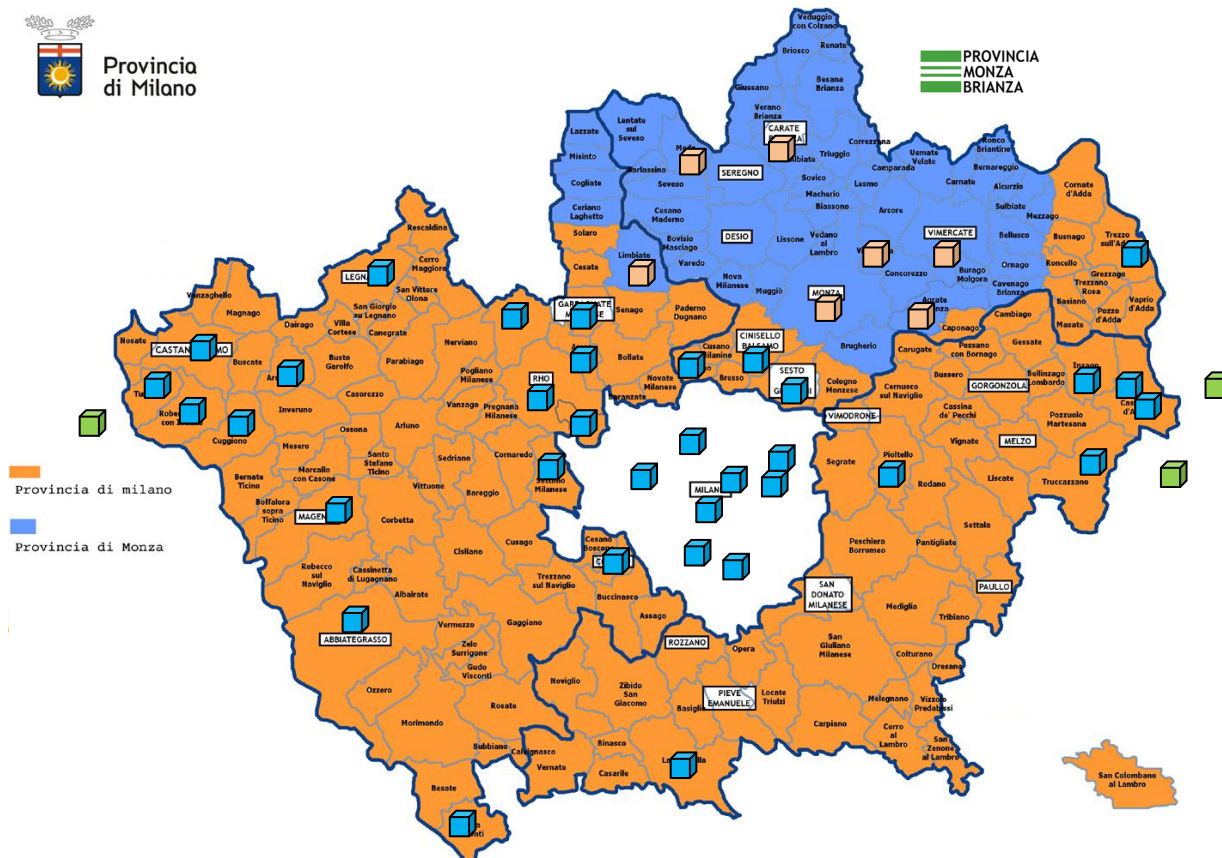 Provincia
di Milano
PROVINCIA
MONZA
BRIANZA
Veduggio
con Colzano
Renate
Briosco
Besana
Brianza
Giussano
Verano
Brianza
CARATE
Lentate
sul
Seveso
Lazzate
Misinto
Cogliate
Ceriano
Laghetto
Barlassina
Seveso
SEREGNO
Albiate
Triuggio
Correzzana
Sovico
Macherio
Biassono
Lesmo
Camparada
Usmate
Velate
Ronco
Briantino
Bernareggio
Carnate
Alcurzio
Sulbiate
Mezzago
Cornate
d'Adda
Arcore
VIMERCATE
Bellusco
Busnago
Trezzo
Roncello
Grezzago
Trezzano
Rosa
Basiano
Vaprio
d'Adda
Pozzo
d'Adda
Masate
Cesano
Maderno
Bovisio
Masciago
DESIO
Lissone
Vedano
al
Lambro
Varedo
Limbiate
Nova
Milanese
Muggiò
MONZA
Concorezzo
Burago
Molgora
Ornago
Cavenago
Brianza
Agrate
Caponago
Cambiago
Brugherio
Solaro
Cesate
Senago
Paderno
Dugnano
Bollate
Novate
Milanese
Baranzate
Rescaldina
Cerro
Maggiore
San Vittore
Olona
San Giorgio
su Legnano
Canegrate
Villa
Cortese
Dairago
Busto
Garolfo
Parabiago
Nerviano
Vanzaghello
Magnago
Nosate
Buscate
Casorezzo
Inveruno
Cuggiono
Mesero
Ossona
Arluno
Vanzago
Pogliano
Milanese
Pregnana
Milanese
RHO
Cornaredo
Milanese
Sedriano
Bareggio
Vittuone
Santo
Stefano
Ticino
Marcallo
con Casone
Bernate
Ticino
Boffalora
sopra
Ticino
Corbetta
Robecco
sul
Naviglio
Cassinetta
di Lugagnano
Albairate
Cisliano
Cusago
Cesano
Trezzano
sul Naviglio
Buccinasco
Assago
Gaggiano
ABBIATEGRASSO
Vermezzo
Zelo
Surrigone
Gudo
Visconti
Ozzero
Morimondo
Rosate
Bubbiano
Calvignasco
Vernate
Besate
Noviglio
Zibido
San
Giacomo
Binasco
Casarile
ROZZANO
Opera
PIEVE
EMANUELE
Locate
Triulzi
Carpiano
CINISELLO
BALSAMO
Bresso
SESTO
Cologno
Monzese
VIMODRONE
Carugate
Pessano
con Bornago
Bussero
Cernusco
sul Naviglio
Gessate
GORGONZOLA
Bellinzago
Lombardo
Cassina
de' Pecchi
Vignate
MELZO
Pozzuolo
Martesana
Truccazzano
Liscate
Pioltello
Segrate
Rodano
Settala
Peschiera
Borromeo
Pantigliate
PAULLO
SAN
DONATO
MILANESE
Mediglia
Tribiano
San
Giuliano
Milanese
Colturano
Dresano
Melegnano
Vizzolo
Predabissi
Cerro
al
Lambro
San
Zenone
al Lambro
San Colombano
al Lambro
Provincia di milano
Provincia di Monza